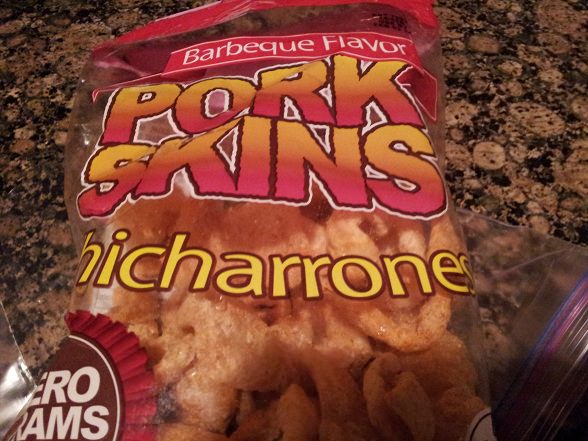 Barbeque Flavor
PORK
SKINS
hicharrones
ERO
RAMS